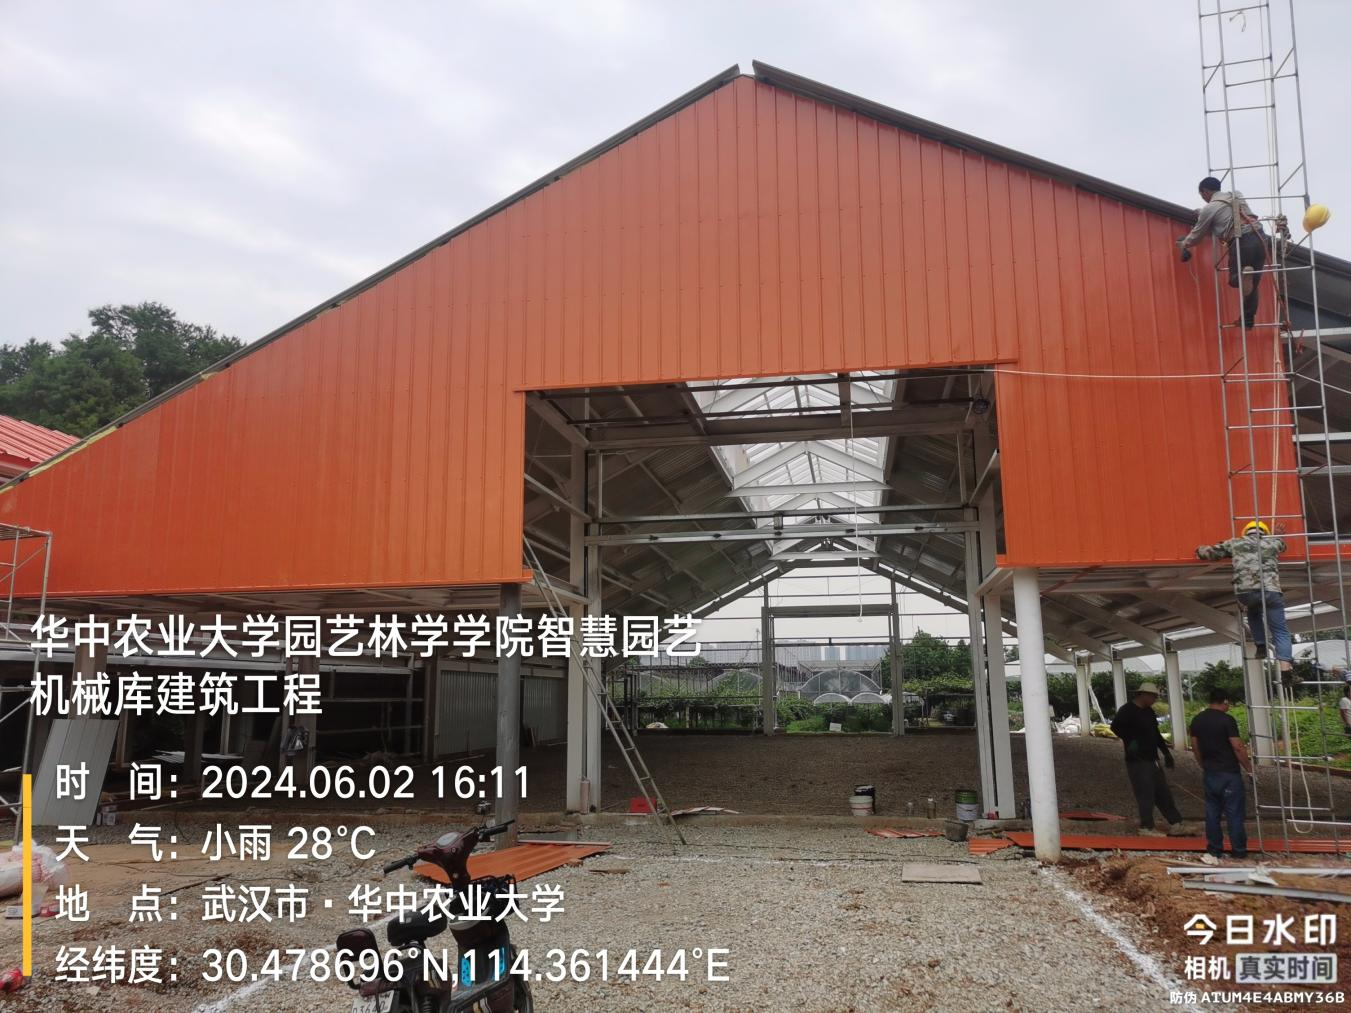 华中农业大学园艺林学学院智慧园艺
机械库建筑工程
时 间：2024.06.02 16:11
天 气：小雨 28℃
地 点：武汉市·华中农业大学
经纬度：30.478696°N,114.361444°E
今日水印
相机 真实时间
防伪 ATUM4E4ABMY36B